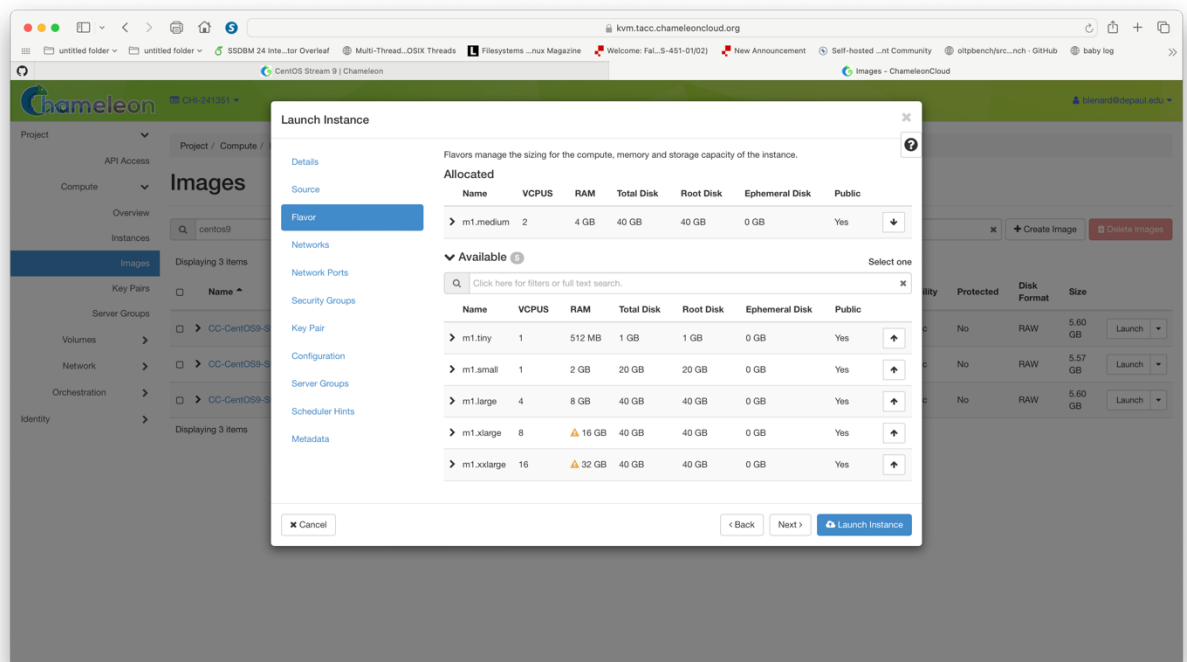 kvm.tacc.chameleoncloud.org
untitled folder
untitled folder
SSDBM 24 Inte...tor Overleaf
Multi-Thread...OSIX Threads
Filesystems ...nux Magazine
Welcome: Fal...S-451-01/02)
New Announcement
Self-hosted ...nt Community
oltpbench/src...nch · GitHub
baby log
CentOS Stream 9 | Chameleon
Images - ChameleonCloud
Chameleon
CHI-241351
blenard@depaul.edu
Project
API Access
Compute
Overview
Instances
Images
Key Pairs
Server Groups
Volumes
Network
Orchestration
Identity
Project / Compute /
Images
centos9
Create Image
Delete Images
Displaying 3 items
Name
Protected
Disk Format
Size
CC-CentOS9-S
No
RAW
5.60 GB
Launch
CC-CentOS9-S
No
RAW
5.57 GB
Launch
CC-CentOS9-S
No
RAW
5.60 GB
Launch
Displaying 3 items
Launch Instance
Details
Source
Flavor
Networks
Network Ports
Security Groups
Key Pair
Configuration
Server Groups
Scheduler Hints
Metadata
Flavors manage the sizing for the compute, memory and storage capacity of the instance.
Allocated
Name VCPUS RAM Total Disk Root Disk Ephemeral Disk Public
m1.medium 2 4 GB 40 GB 40 GB 0 GB Yes
Available 5
Select one
Click here for filters or full text search.
Name VCPUS RAM Total Disk Root Disk Ephemeral Disk Public
m1.tiny 1 512 MB 1 GB 1 GB 0 GB Yes
m1.small 1 2 GB 20 GB 20 GB 0 GB Yes
m1.large 4 8 GB 40 GB 40 GB 0 GB Yes
m1.xlarge 8 16 GB 40 GB 40 GB 0 GB Yes
m1.xxlarge 16 32 GB 40 GB 40 GB 0 GB Yes
Cancel
< Back
Next >
Launch Instance